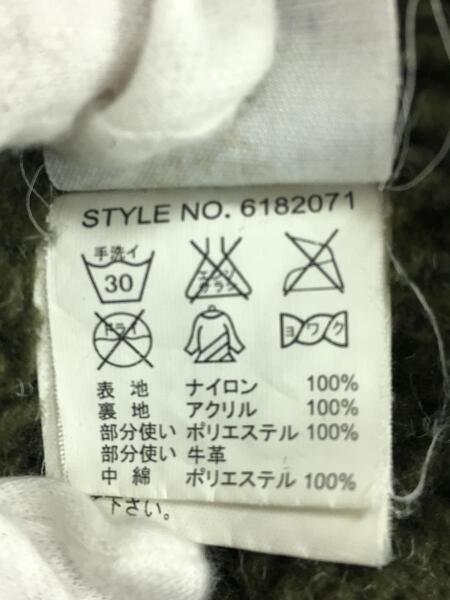 STYLE NO. 6182071
手洗イ
30
エンソサラシ
ドライ
ヨワク
表 地 ナイロン 100%
裏 地 アクリル 100%
部分使い ポリエステル 100%
部分使い 牛革
中 綿 ポリエステル 100%
下さい。